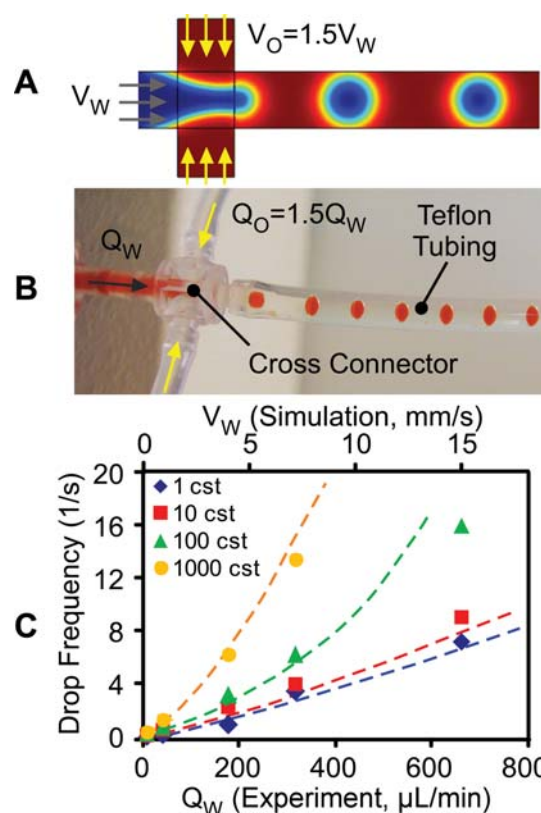 A
V_O=1.5V_W
V_W
B
Q_W
Q_O=1.5Q_W
Teflon
Tubing
Cross Connector
V_W (Simulation, mm/s)
0 5 10 15 20
C
Drop Frequency (1/s)
20
16
12
8
4
0
1 cst
10 cst
100 cst
1000 cst
0 200 400 600 800
Q_W (Experiment, µL/min)